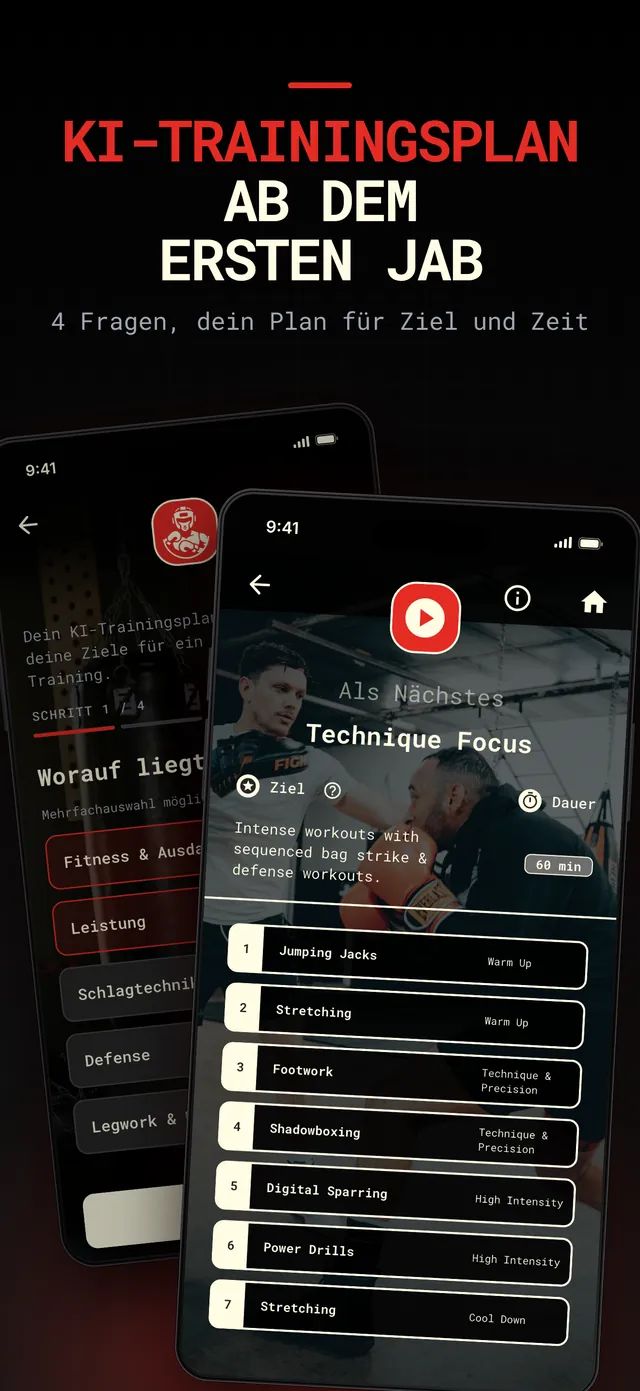 KI-TRAININGSPLAN
AB DEM
ERSTEN JAB
4 Fragen, dein Plan für Ziel und Zeit
9:41
Dein KI-Trainingsplan
deine Ziele für ein
Training.
SCHRITT 1 / 4
Worauf liegt
Mehrfachauswahl
Fitness &
Leistung
Defense
Legwork &
9:41
Als Nächstes
Technique Focus
Ziel
Dauer
Intense workouts with
sequenced bag strike &
defense workouts.
60 min
1 Jumping Jacks Warm Up
2 Stretching Warm Up
3 Footwork Technique &
Precision
4 Shadowboxing Technique &
Precision
5 Digital Sparring High Intensity
6 Power Drills High Intensity
7 Stretching Cool Down